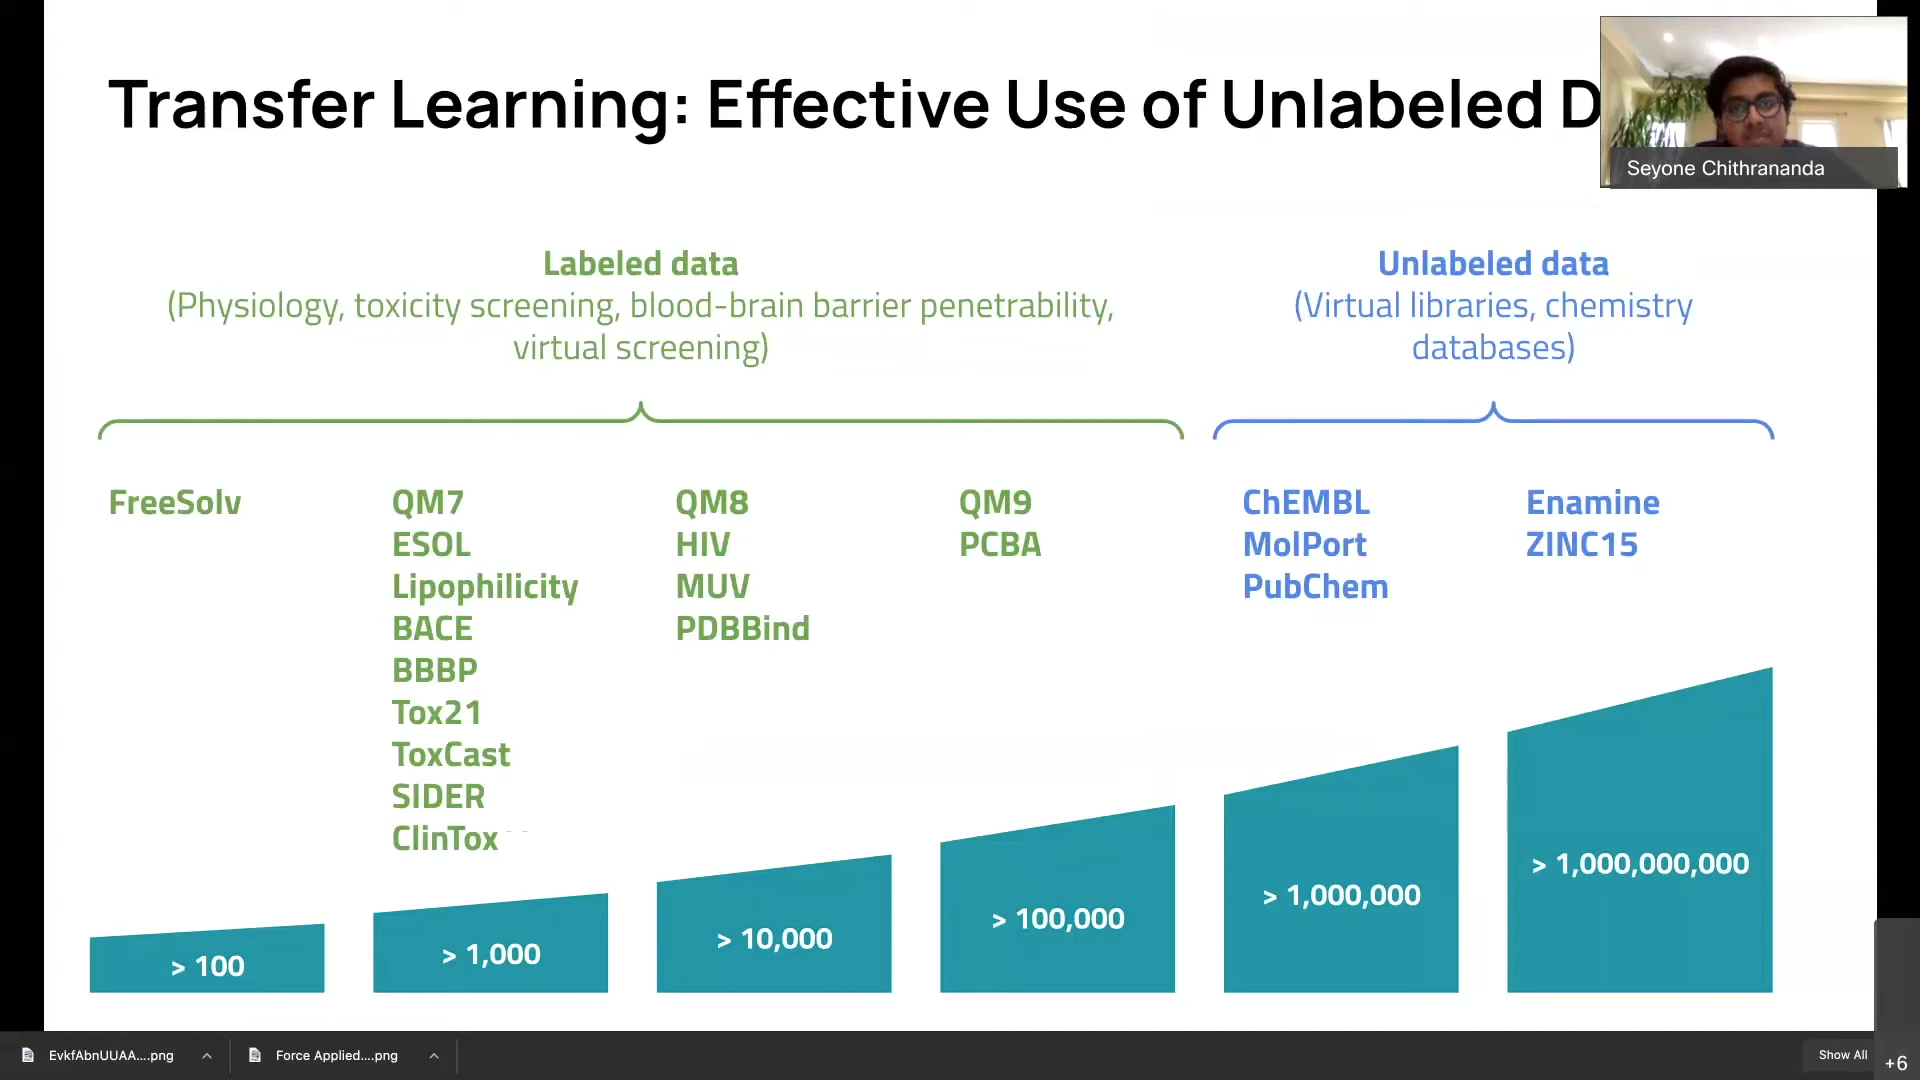 Transfer Learning: Effective Use of Unlabeled D
Seyone Chithrananda
Labeled data
(Physiology, toxicity screening, blood-brain barrier penetrability,
virtual screening)
Unlabeled data
(Virtual libraries, chemistry
databases)
FreeSolv
QM7
ESOL
Lipophilicity
BACE
BBBP
Tox21
ToxCast
SIDER
ClinTox
QM8
HIV
MUV
PDBBind
QM9
PCBA
ChEMBL
MolPort
PubChem
Enamine
ZINC15
> 100
> 1,000
> 10,000
> 100,000
> 1,000,000
> 1,000,000,000
EvkfAbnUUAA....png
Force Applied....png
Show All
+6